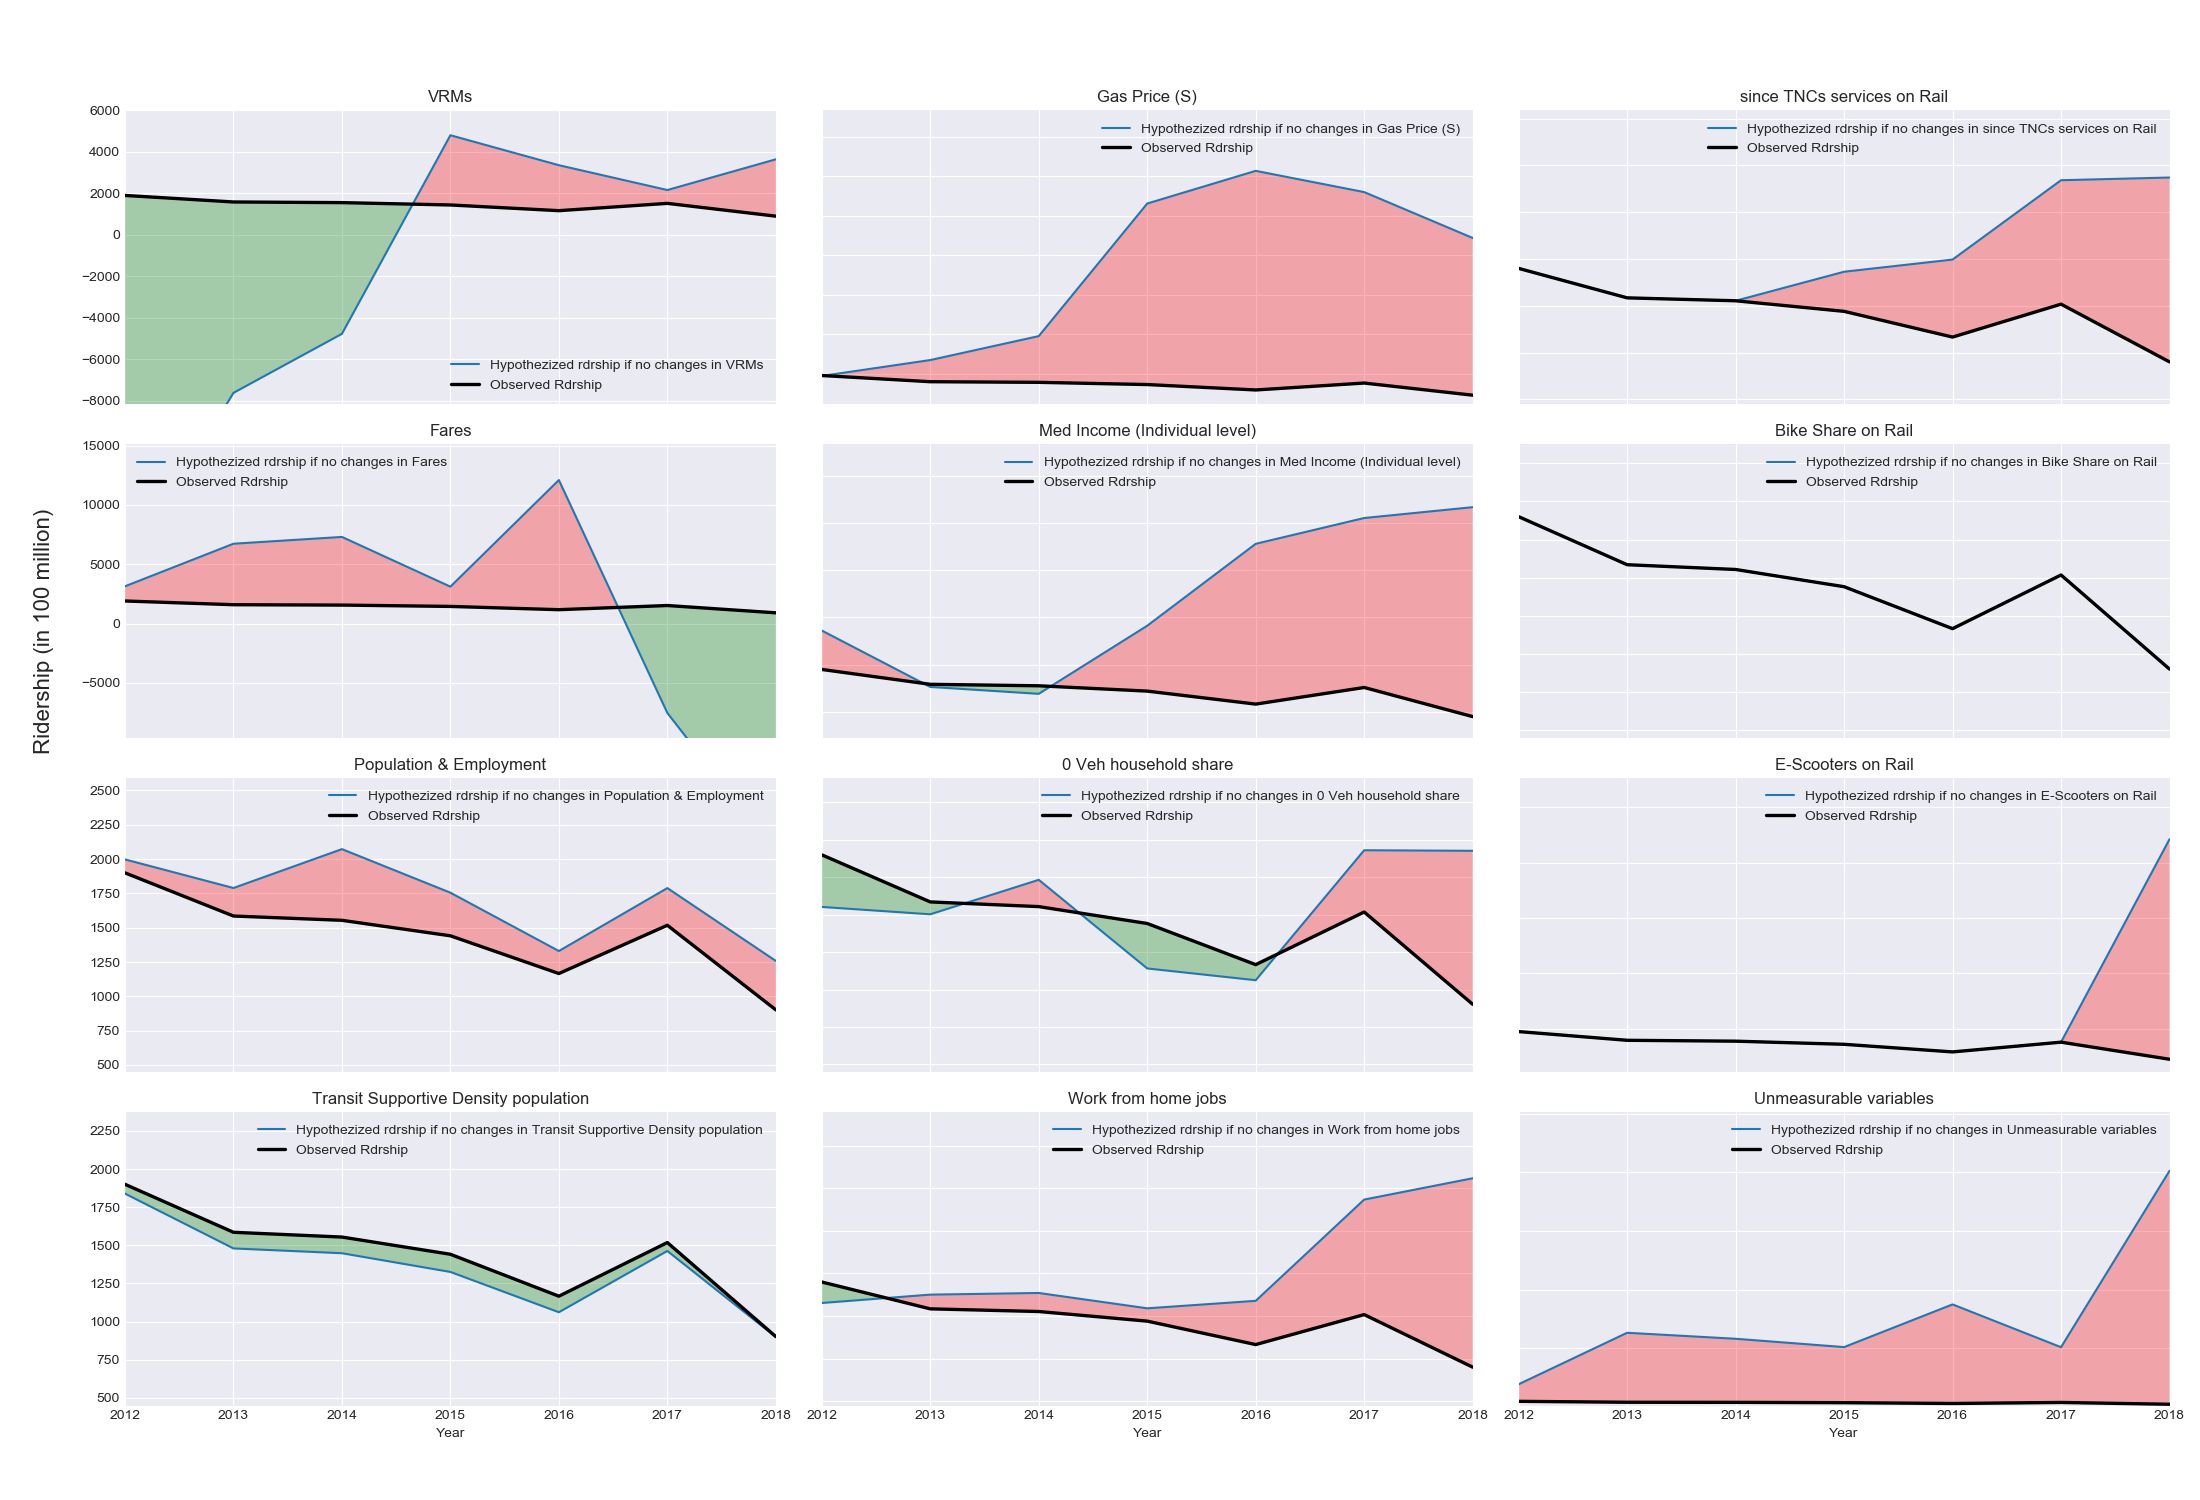 VRMs
6000
4000
2000
0
−2000
−4000
−6000
−8000
Hypothezized rdrship if no changes in VRMs
Observed Rdrship
Gas Price (S)
Hypothezized rdrship if no changes in Gas Price (S)
Observed Rdrship
since TNCs services on Rail
Hypothezized rdrship if no changes in since TNCs services on Rail
Observed Rdrship
Ridership (in 100 million)
Fares
15000
10000
5000
0
−5000
Hypothezized rdrship if no changes in Fares
Observed Rdrship
Med Income (Individual level)
Hypothezized rdrship if no changes in Med Income (Individual level)
Observed Rdrship
Bike Share on Rail
Hypothezized rdrship if no changes in Bike Share on Rail
Observed Rdrship
Population & Employment
2500
2250
2000
1750
1500
1250
1000
750
500
Hypothezized rdrship if no changes in Population & Employment
Observed Rdrship
0 Veh household share
Hypothezized rdrship if no changes in 0 Veh household share
Observed Rdrship
E-Scooters on Rail
Hypothezized rdrship if no changes in E-Scooters on Rail
Observed Rdrship
Transit Supportive Density population
2250
2000
1750
1500
1250
1000
750
500
Hypothezized rdrship if no changes in Transit Supportive Density population
Observed Rdrship
2012 2013 2014 2015 2016 2017 2018
Year
Work from home jobs
Hypothezized rdrship if no changes in Work from home jobs
Observed Rdrship
2012 2013 2014 2015 2016 2017 2018
Year
Unmeasurable variables
Hypothezized rdrship if no changes in Unmeasurable variables
Observed Rdrship
2012 2013 2014 2015 2016 2017 2018
Year